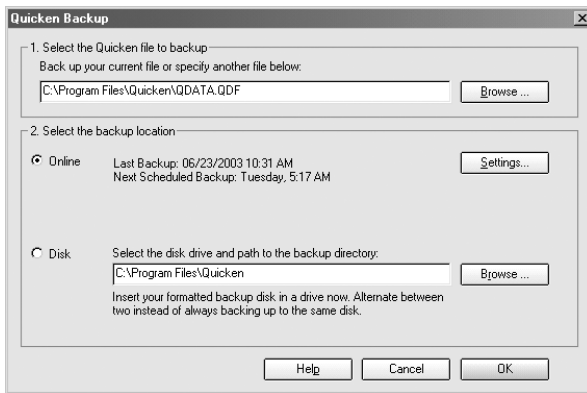 Quicken Backup
1. Select the Quicken file to backup
Back up your current file or specify another file below:
C:\Program Files\Quicken\QDATA.QDF
Browse ...
2. Select the backup location
Online
Last Backup: 06/23/2003 10:31 AM
Settings...
Next Scheduled Backup: Tuesday, 5:17 AM
Disk
Select the disk drive and path to the backup directory:
C:\Program Files\Quicken
Browse ...
Insert your formatted backup disk in a drive now. Alternate between
two instead of always backing up to the same disk.
Help
Cancel
OK